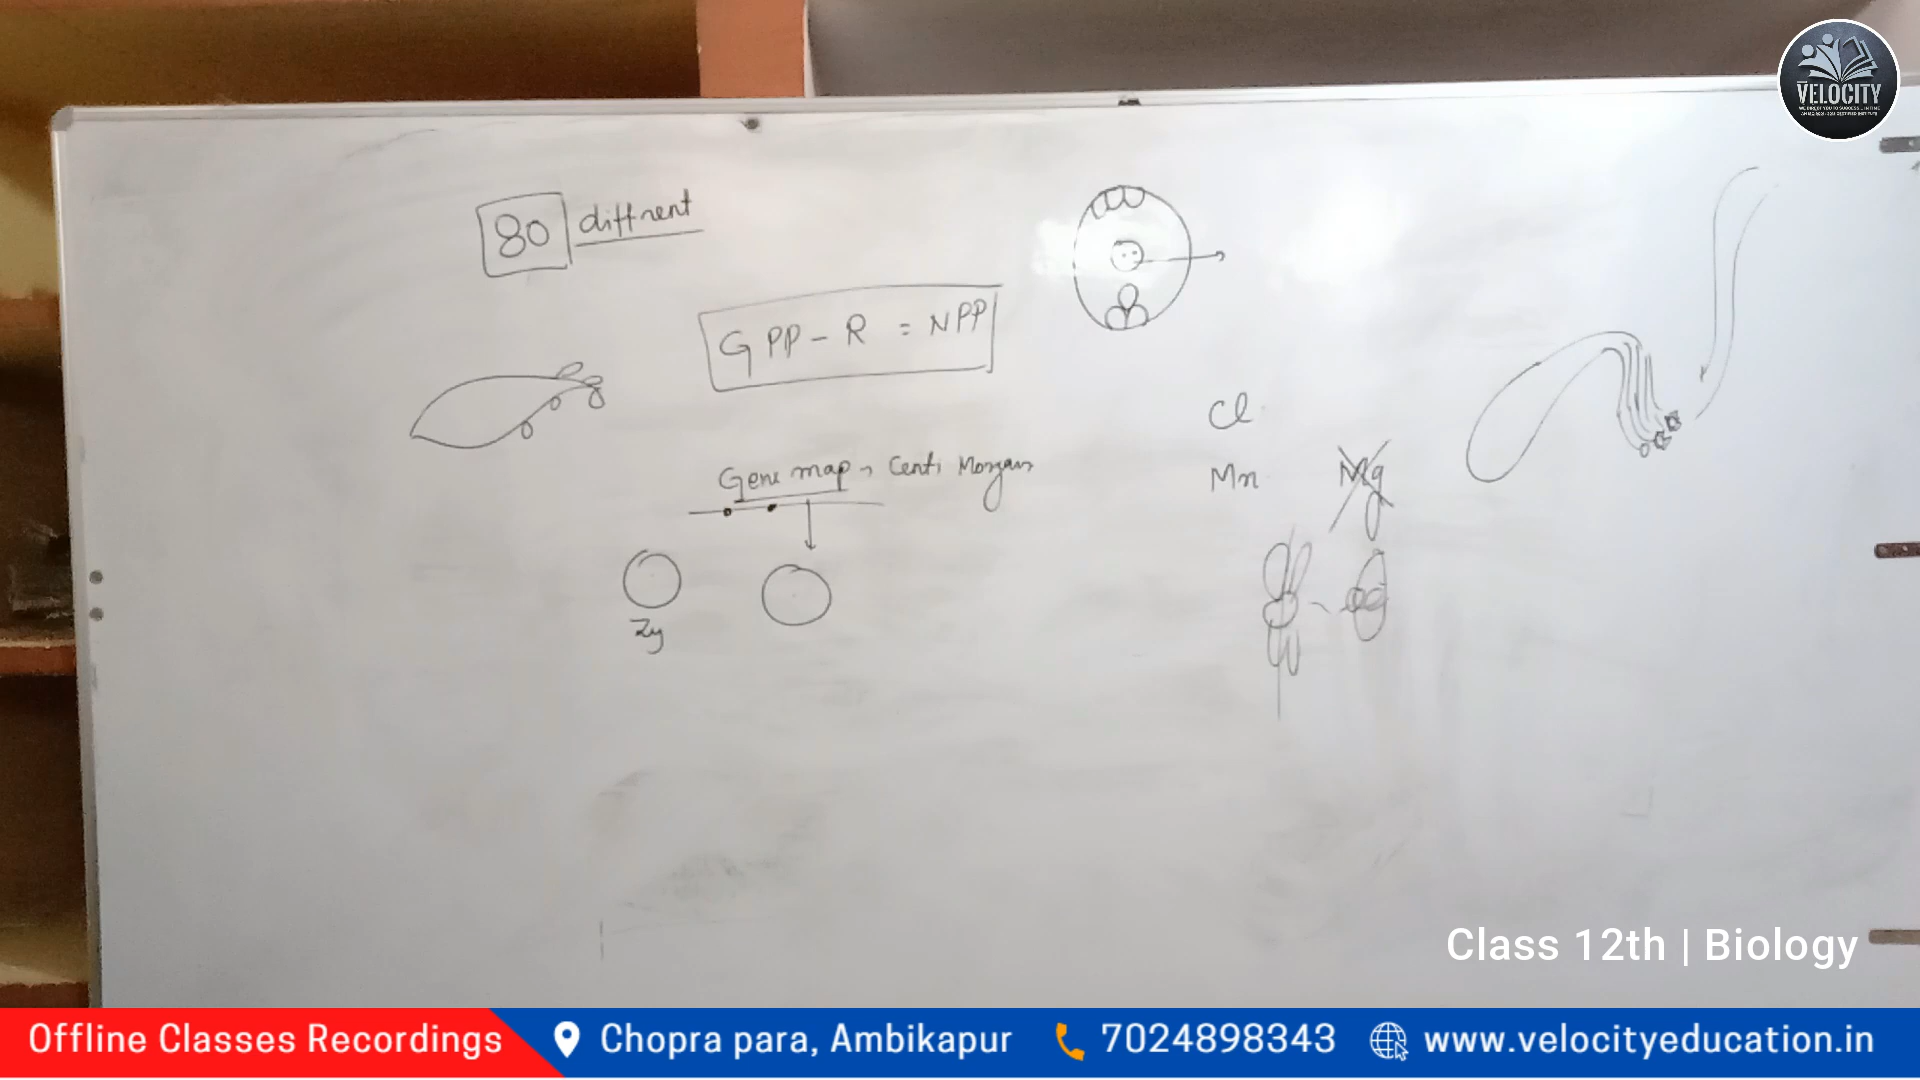 VELOCITY
80 diffrent
GPP - R = NPP
Cl
Gene map → Centi Morgan
Mn Mg
Zy
Class 12th | Biology
Offline Classes Recordings Chopra para, Ambikapur 7024898343 www.velocityeducation.in